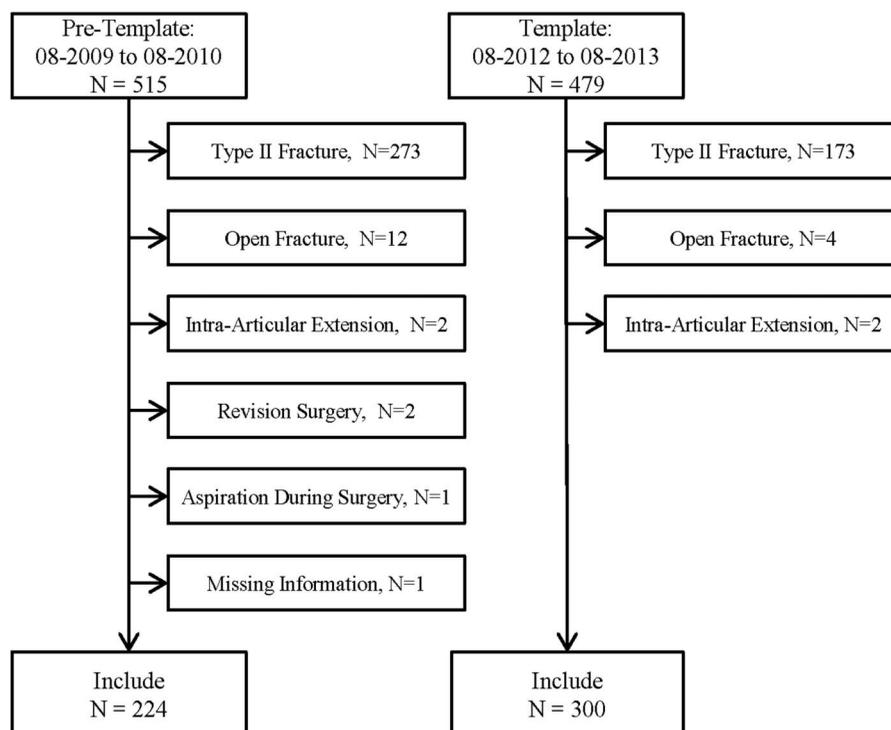 Pre-Template:
08-2009 to 08-2010
N = 515
Type II Fracture,  N=273
Open Fracture,  N=12
Intra-Articular Extension,  N=2
Revision Surgery,  N=2
Aspiration During Surgery, N=1
Missing Information, N=1
Include
N = 224
Template:
08-2012 to 08-2013
N = 479
Type II Fracture, N=173
Open Fracture, N=4
Intra-Articular Extension, N=2
Include
N = 300